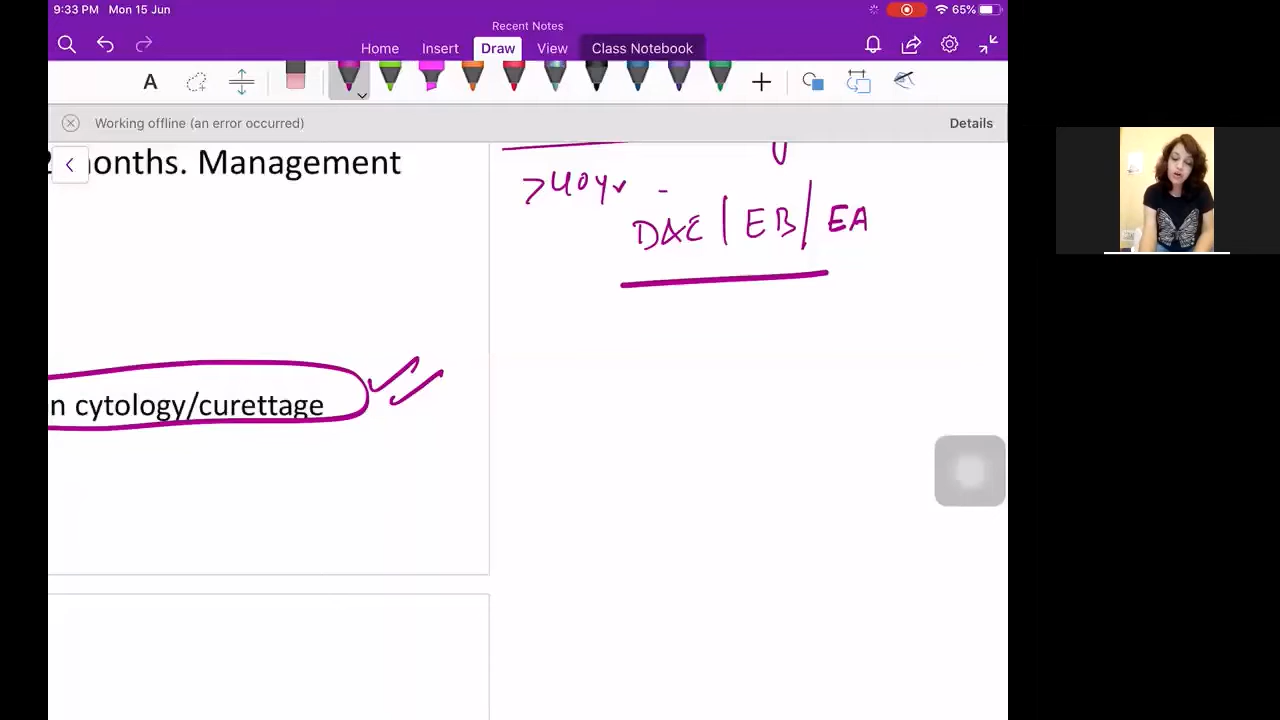 9:33 PM Mon 15 Jun
65%
Recent Notes
Home Insert Draw View Class Notebook
A
Working offline (an error occurred) Details
months. Management
>40yr -
D&C | EB | EA
n cytology/curettage